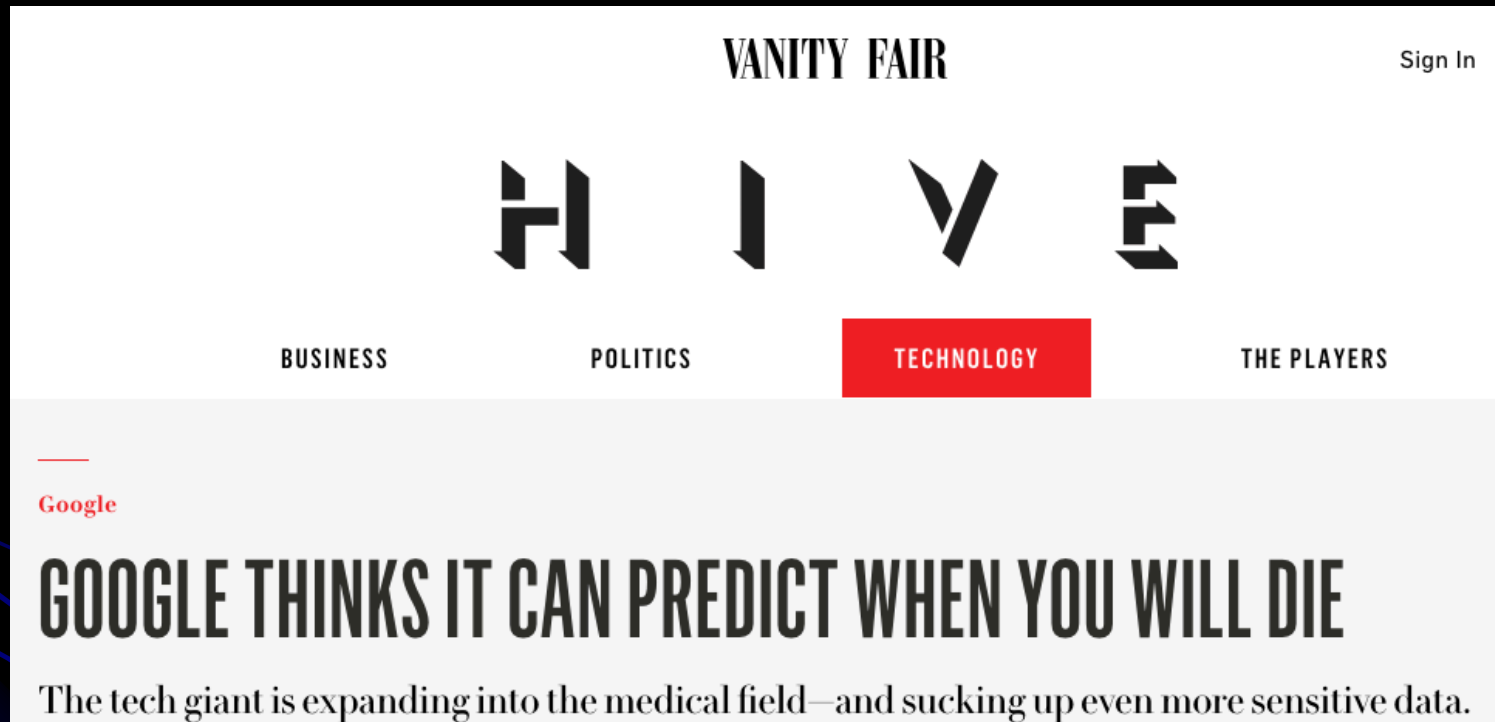 VANITY FAIR
Sign In
HIVE
BUSINESS POLITICS TECHNOLOGY THE PLAYERS
Google
GOOGLE THINKS IT CAN PREDICT WHEN YOU WILL DIE
The tech giant is expanding into the medical field—and sucking up even more sensitive data.